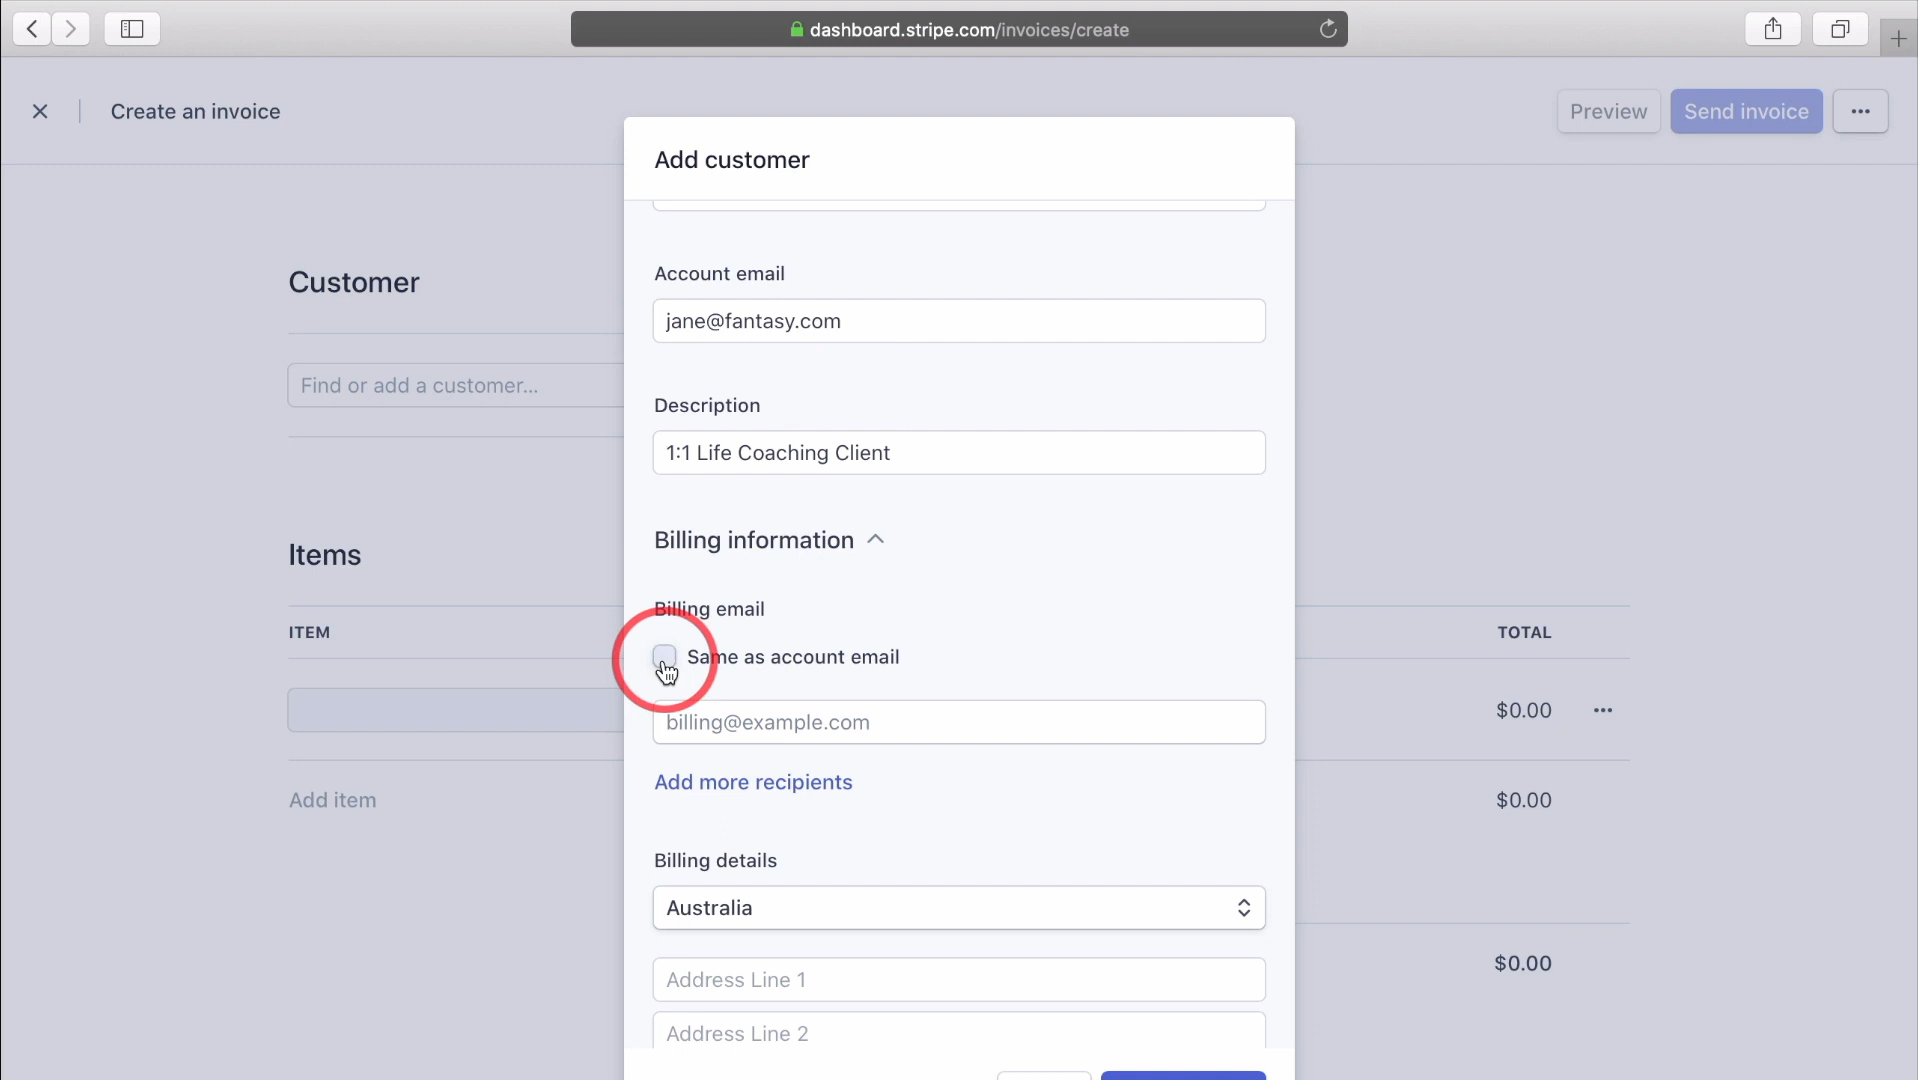 dashboard.stripe.com/invoices/create
Create an invoice
Preview
Send invoice
Add customer
Customer
Find or add a customer...
Account email
jane@fantasy.com
Description
1:1 Life Coaching Client
Billing information
Items
Billing email
ITEM
TOTAL
Same as account email
$0.00
billing@example.com
Add more recipients
Add item
$0.00
Billing details
Australia
$0.00
Address Line 1
Address Line 2